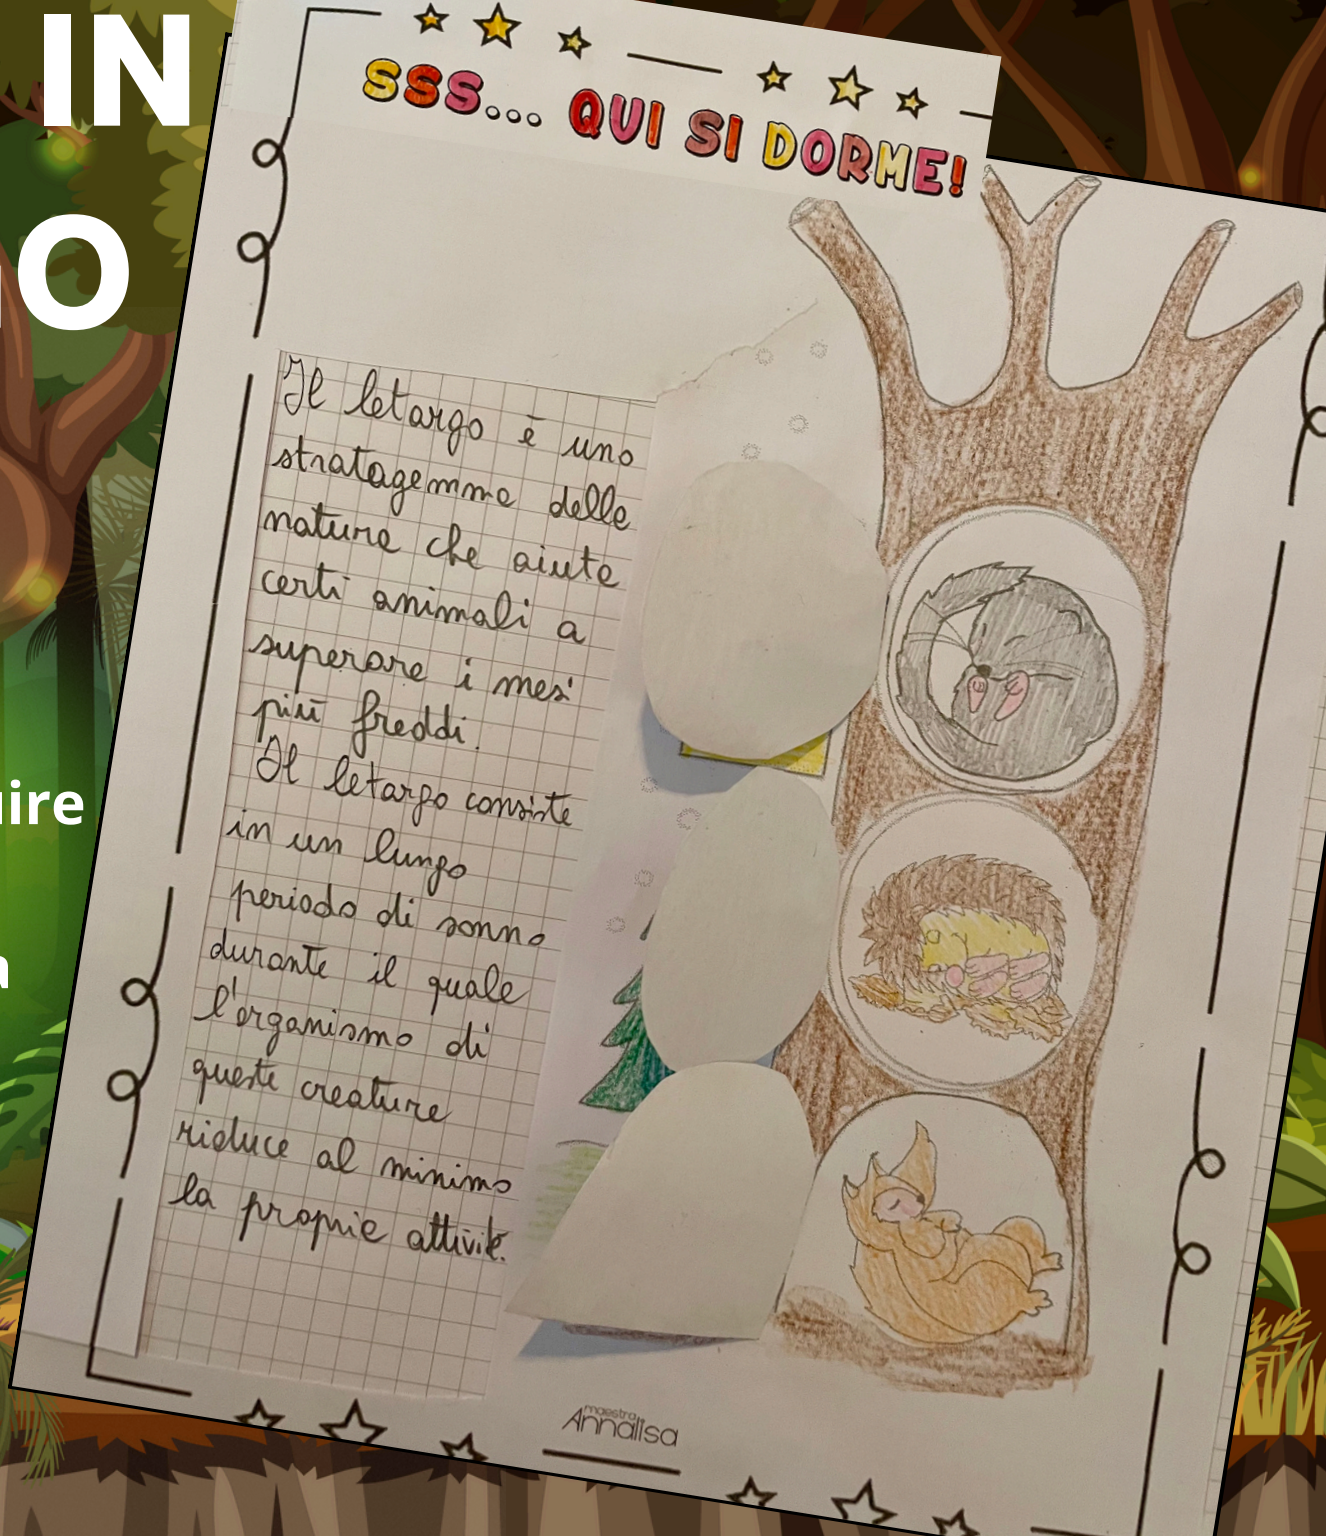 IN
O
SSS... QUI SI DORME!
Il letargo è uno
stratagemma della
natura che aiuta
certi animali a
superare i mesi
più freddi.
Il letargo consiste
in un lungo
periodo di sonno
durante il quale
l'organismo di
queste creature
riduce al minimo
la propria attività.
ire
a
maestra
Annalisa